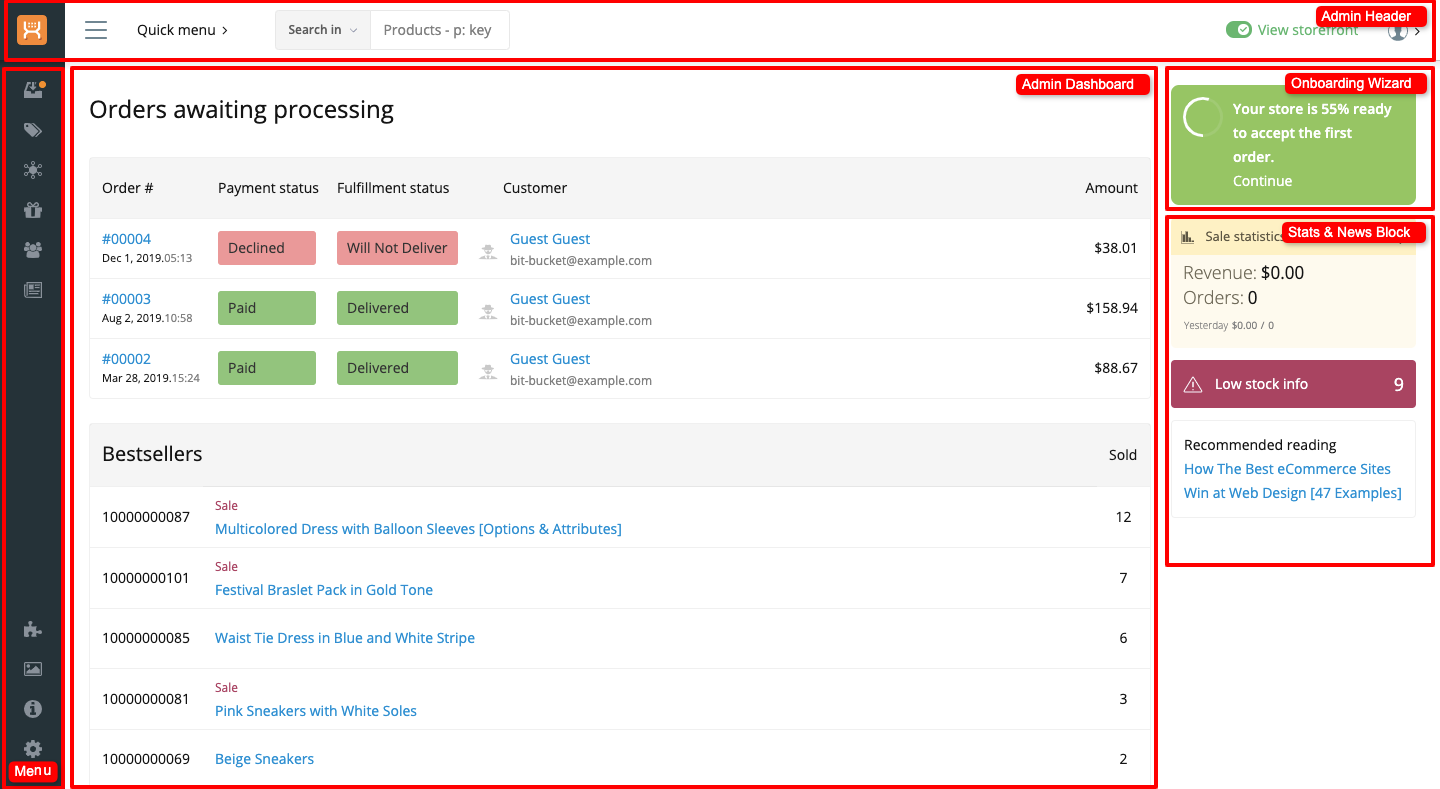 Quick menu
Search in
Products - p: key
View storefront
Admin Header
Admin Dashboard
Orders awaiting processing
Order # Payment status Fulfillment status Customer Amount
#00004 Declined Will Not Deliver Guest Guest $38.01
Dec 1, 2019.05:13 bit-bucket@example.com
#00003 Paid Delivered Guest Guest $158.94
Aug 2, 2019.10:58 bit-bucket@example.com
#00002 Paid Delivered Guest Guest $88.67
Mar 28, 2019.15:24 bit-bucket@example.com
Bestsellers Sold
Sale
10000000087 Multicolored Dress with Balloon Sleeves [Options & Attributes] 12
Sale
10000000101 Festival Braslet Pack in Gold Tone 7
10000000085 Waist Tie Dress in Blue and White Stripe 6
Sale
10000000081 Pink Sneakers with White Soles 3
10000000069 Beige Sneakers 2
Menu
Onboarding Wizard
Your store is 55% ready
to accept the first
order.
Continue
Stats & News Block
Sale statistics
Revenue: $0.00
Orders: 0
Yesterday $0.00 / 0
Low stock info 9
Recommended reading
How The Best eCommerce Sites
Win at Web Design [47 Examples]